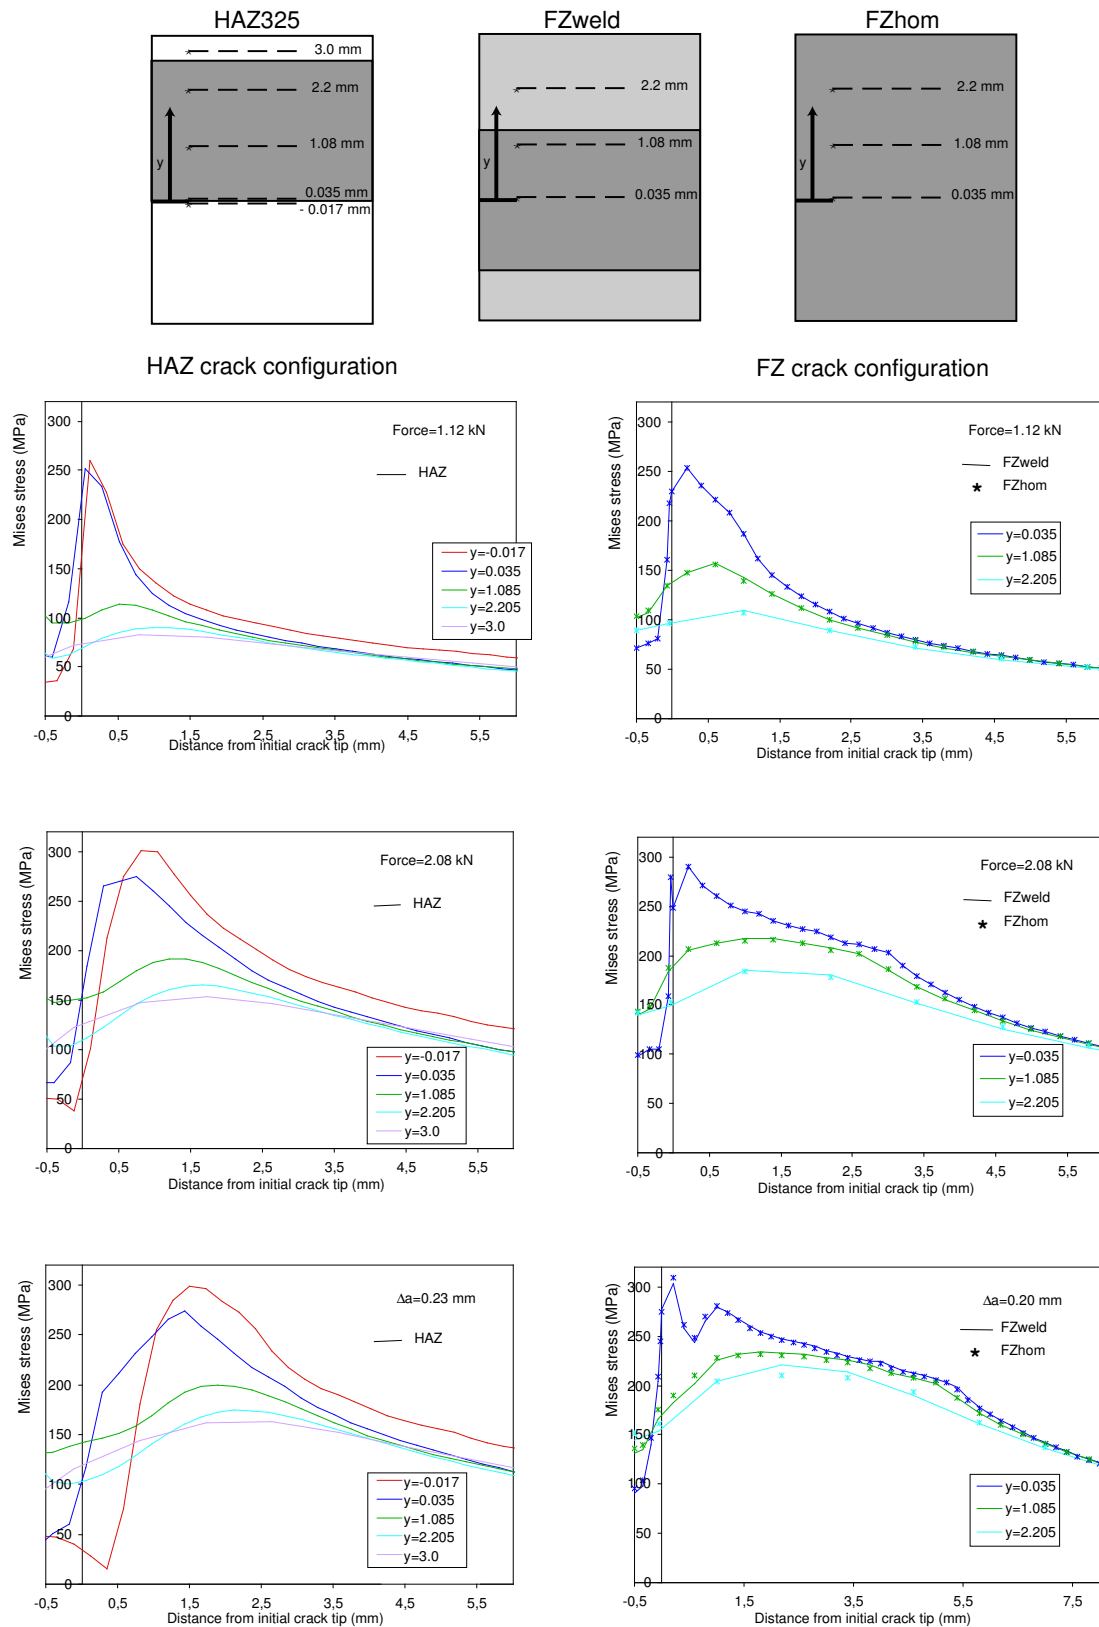 HAZ325
FZweld
FZhom
3.0 mm
2.2 mm
1.08 mm
y
0.035 mm
- 0.017 mm
2.2 mm
1.08 mm
y
0.035 mm
2.2 mm
1.08 mm
y
0.035 mm
HAZ crack configuration
FZ crack configuration
Mises stress (MPa)
300
250
200
150
100
50
0
Force=1.12 kN
HAZ
y=-0.017
y=0.035
y=1.085
y=2.205
y=3.0
-0,5 0,5 1,5 2,5 3,5 4,5 5,5
Distance from initial crack tip (mm)
Mises stress (MPa)
300
250
200
150
100
50
0
Force=1.12 kN
FZweld
* FZhom
y=0.035
y=1.085
y=2.205
-0,5 0,5 1,5 2,5 3,5 4,5 5,5
Distance from initial crack tip (mm)
Mises stress (MPa)
300
250
200
150
100
50
0
Force=2.08 kN
HAZ
y=-0.017
y=0.035
y=1.085
y=2.205
y=3.0
-0,5 0,5 1,5 2,5 3,5 4,5 5,5
Distance from initial crack tip (mm)
Mises stress (MPa)
300
250
200
150
100
50
0
Force=2.08 kN
FZweld
* FZhom
y=0.035
y=1.085
y=2.205
-0,5 0,5 1,5 2,5 3,5 4,5 5,5
Distance from initial crack tip (mm)
Mises stress (MPa)
300
250
200
150
100
50
0
Δa=0.23 mm
HAZ
y=-0.017
y=0.035
y=1.085
y=2.205
y=3.0
-0,5 0,5 1,5 2,5 3,5 4,5 5,5
Distance from initial crack tip (mm)
Mises stress (MPa)
300
250
200
150
100
50
0
Δa=0.20 mm
FZweld
* FZhom
y=0.035
y=1.085
y=2.205
-0,5 1,5 3,5 5,5 7,5
Distance from initial crack tip (mm)